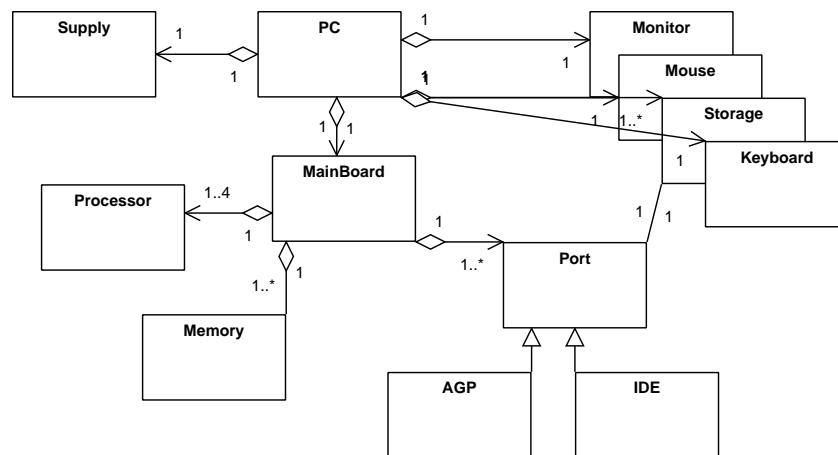 Supply
PC
Monitor
Mouse
Storage
Keyboard
MainBoard
Processor
Port
Memory
AGP
IDE
1
1
1
1
1
1
1
1
1..*
1
1
1
1..4
1
1
1..*
1..*
1
1
1